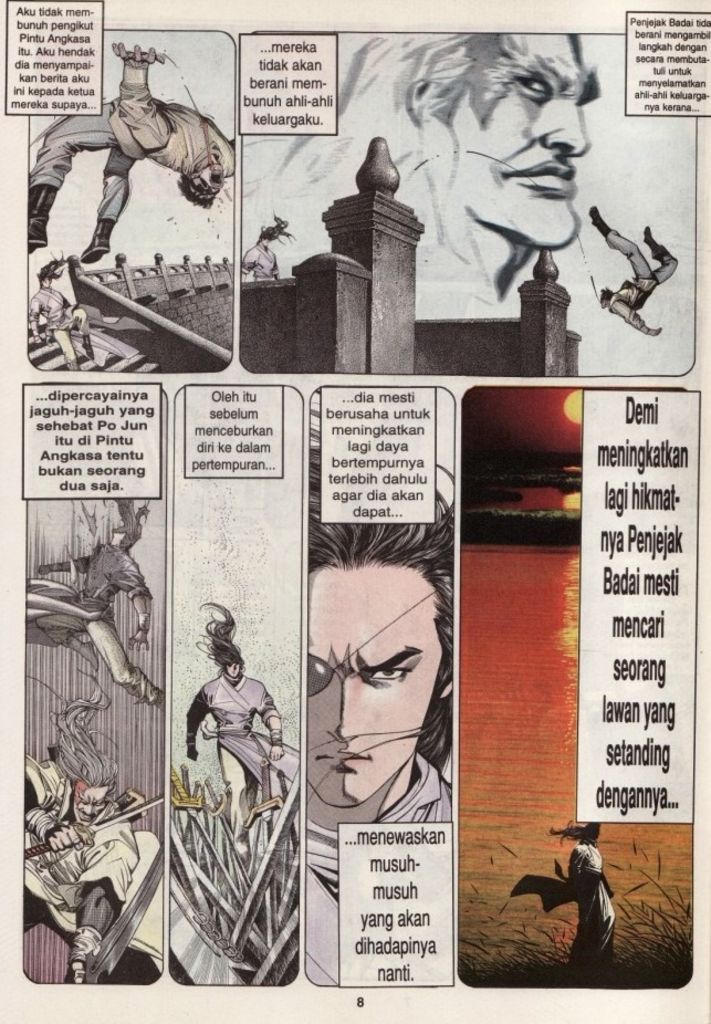 Aku tidak mem-
bunuh pengikut
Pintu Angkasa
itu. Aku hendak
dia menyampai-
kan berita aku
ini kepada ketua
mereka supaya...
...mereka
tidak akan
berani mem-
bunuh ahli-ahli
keluargaku.
Penjejak Badai tida
berani mengambil
langkah dengan
secara membuta-
tuli untuk
menyelamatkan
ahli-ahli keluarga-
nya kerana...
...dipercayainya
jaguh-jaguh yang
sehebat Po Jun
itu di Pintu
Angkasa tentu
bukan seorang
dua saja.
Oleh itu
sebelum
menceburkan
diri ke dalam
pertempuran...
...dia mesti
berusaha untuk
meningkatkan
lagi daya
bertempurnya
terlebih dahulu
agar dia akan
dapat...
...menewaskan
musuh-
musuh
yang akan
dihadapinya
nanti.
Demi
meningkatkan
lagi hikmat-
nya Penjejak
Badai mesti
mencari
seorang
lawan yang
setanding
dengannya...
8